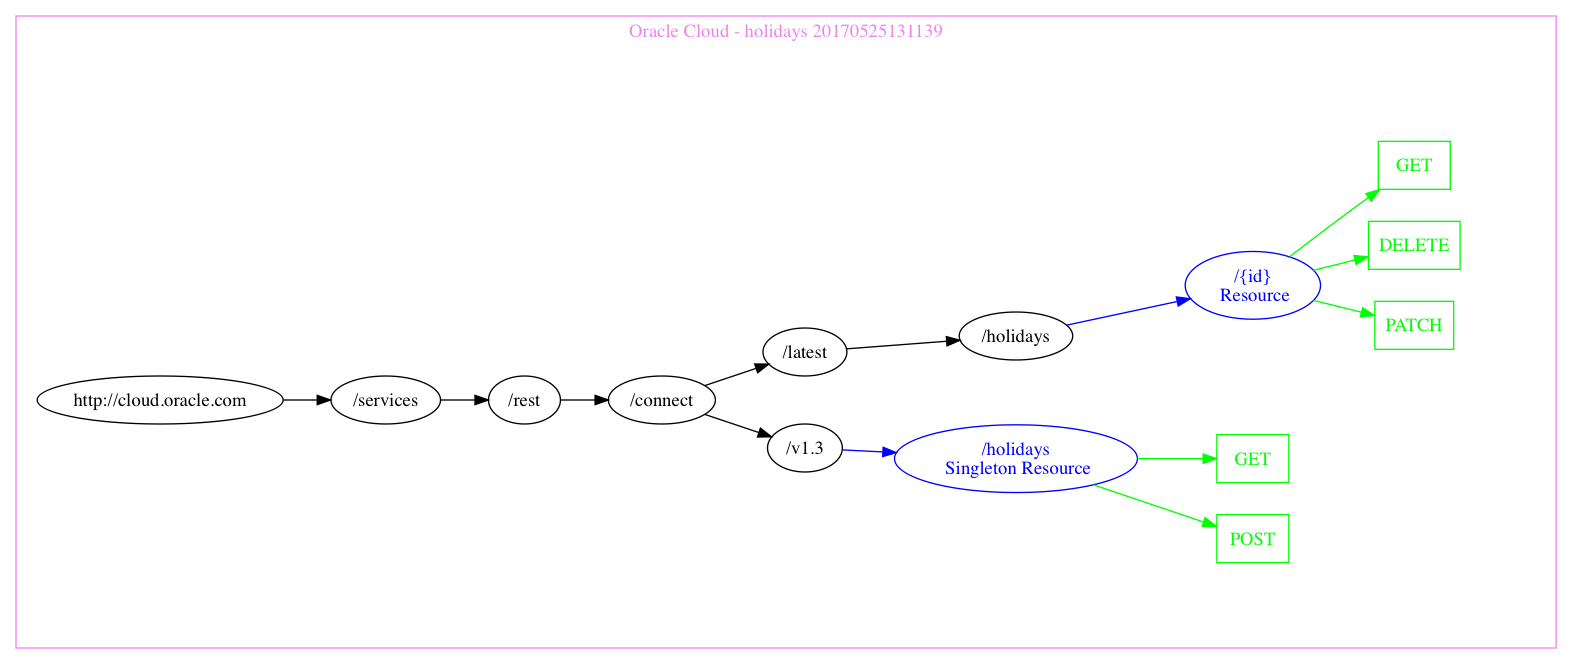 Oracle Cloud - holidays 20170525131139
http://cloud.oracle.com
/services
/rest
/connect
/latest
/holidays
/{id}
Resource
GET
DELETE
PATCH
/v1.3
/holidays
Singleton Resource
GET
POST